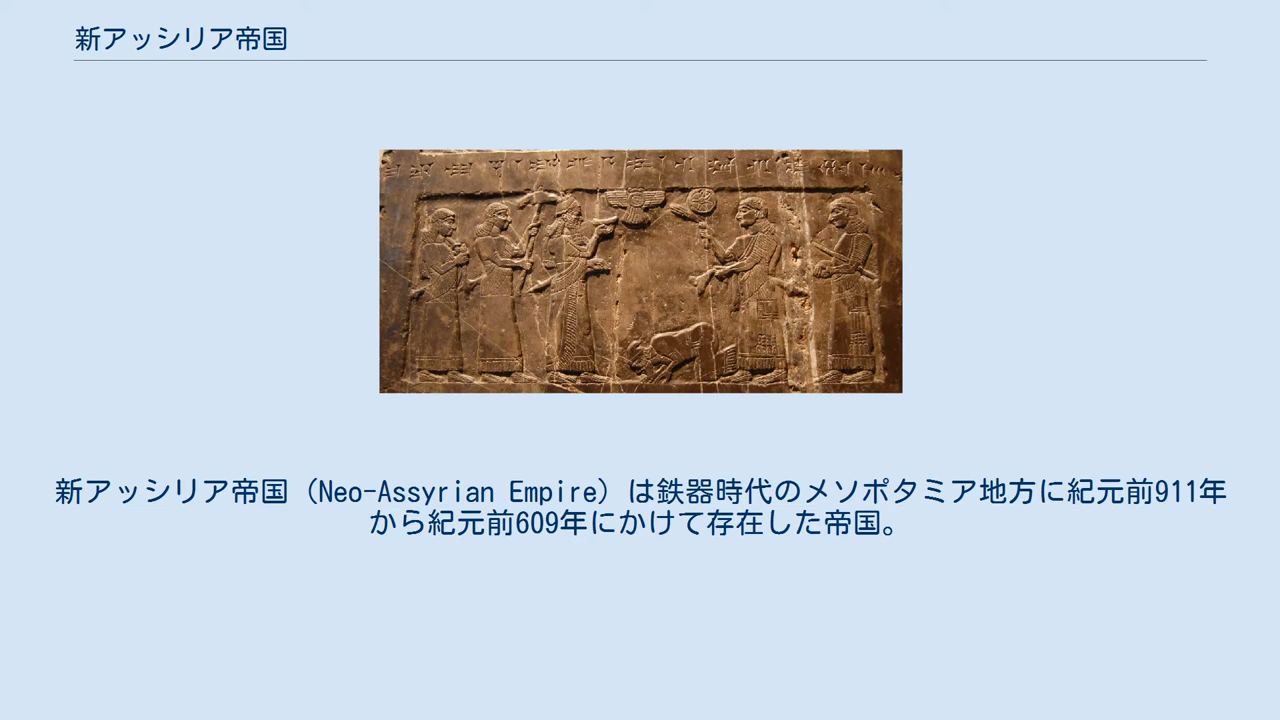 新アッシリア帝国
新アッシリア帝国（Neo-Assyrian Empire）は鉄器時代のメソポタミア地方に紀元前911年
から紀元前609年にかけて存在した帝国。